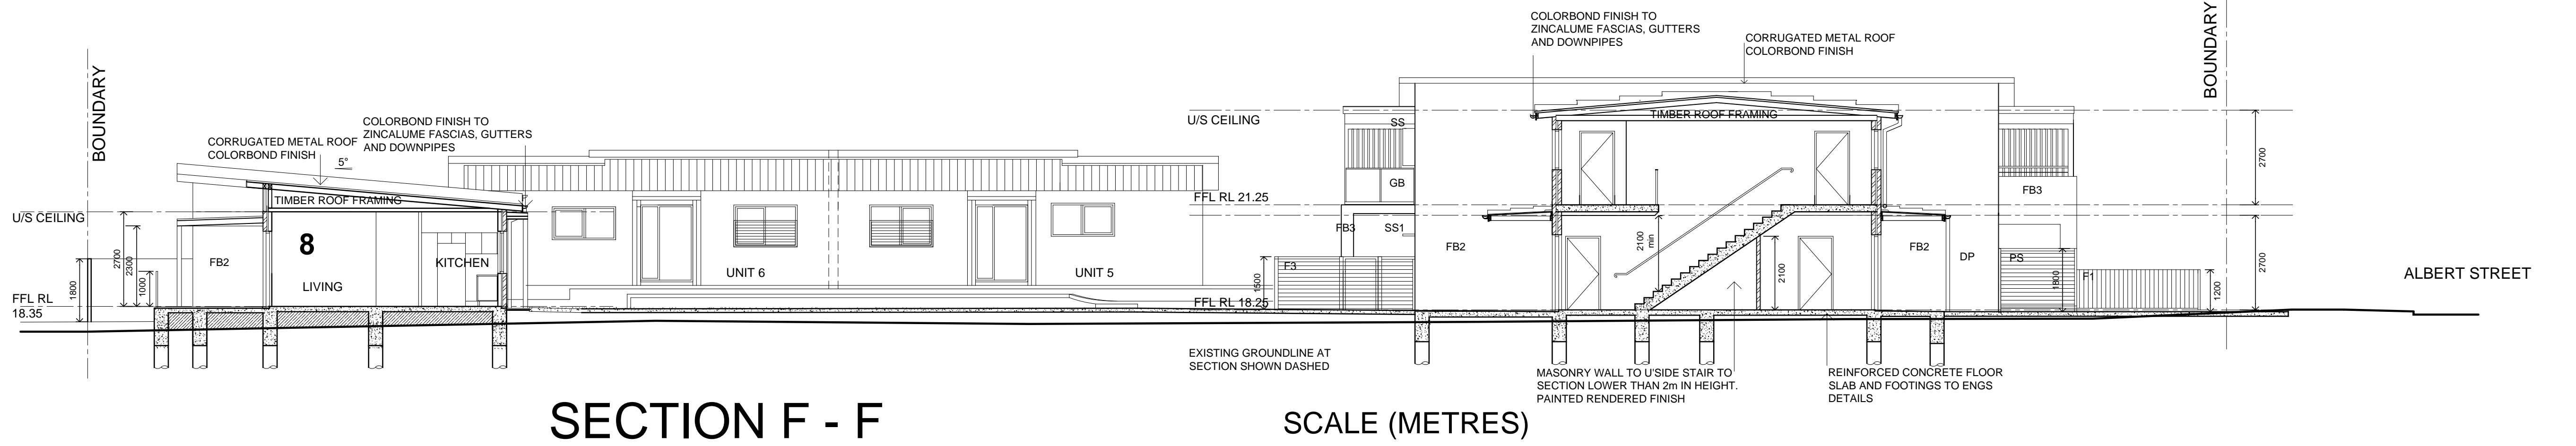 BOUNDARY
CORRUGATED METAL ROOF
COLORBOND FINISH
5°
COLORBOND FINISH TO
ZINCALUME FASCIAS, GUTTERS
AND DOWNPIPES
TIMBER ROOF FRAMING
U/S CEILING
8
FB2
KITCHEN
LIVING
2700
2300
1000
1800
FFL RL
18.35
UNIT 6
UNIT 5
COLORBOND FINISH TO
ZINCALUME FASCIAS, GUTTERS
AND DOWNPIPES
CORRUGATED METAL ROOF
COLORBOND FINISH
BOUNDARY
U/S CEILING
SS
TIMBER ROOF FRAMING
2700
GB
FB3
FFL RL 21.25
FB3
SS1
FB2
2100
min
FB2
DP
PS
F3
1500
2100
1800
F1
1200
2700
ALBERT STREET
FFL RL 18.25
EXISTING GROUNDLINE AT
SECTION SHOWN DASHED
MASONRY WALL TO U'SIDE STAIR TO
SECTION LOWER THAN 2m IN HEIGHT.
PAINTED RENDERED FINISH
REINFORCED CONCRETE FLOOR
SLAB AND FOOTINGS TO ENGS
DETAILS
SECTION F - F
SCALE (METRES)